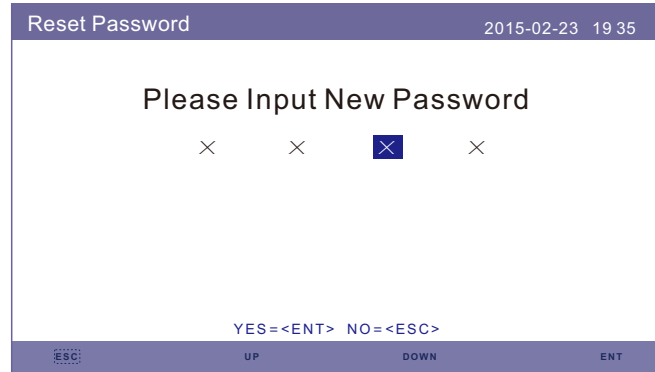 Reset Password 2015-02-23 19 35
Please Input New Password
X X X X
YES=<ENT> NO=<ESC>
ESC UP DOWN ENT